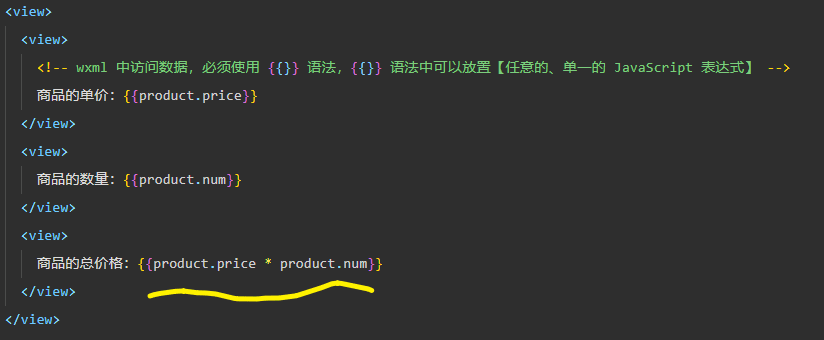 <view>
<view>
<!-- wxml 中访问数据，必须使用 {{}} 语法，{{}} 语法中可以放置【任意的、单一的 JavaScript 表达式】 -->
商品的单价：{{product.price}}
</view>
<view>
商品的数量：{{product.num}}
</view>
<view>
商品的总价格：{{product.price * product.num}}
</view>
</view>